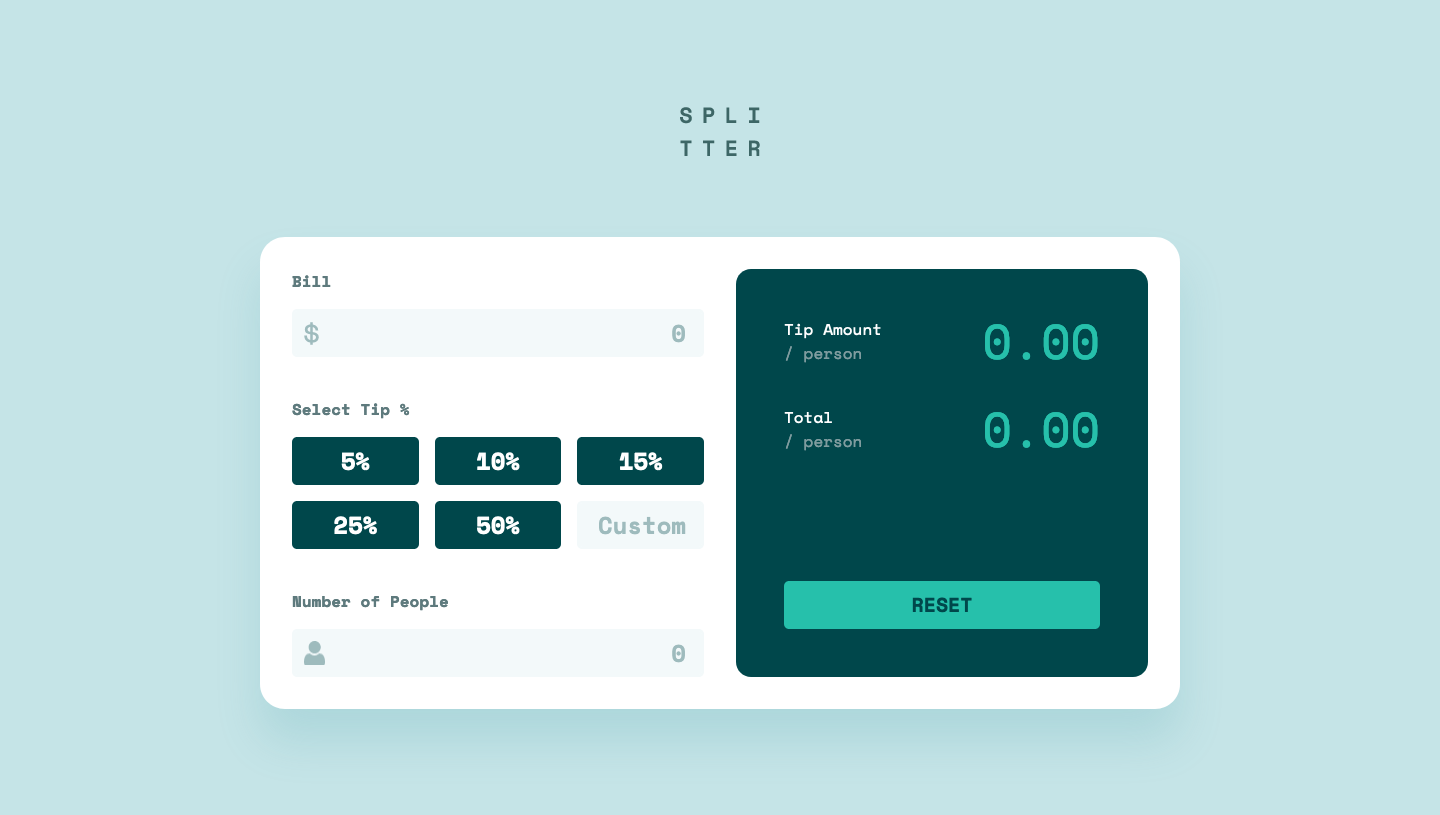 SPLI
TTER
Bill
$ 0
Select Tip %
5% 10% 15%
25% 50% Custom
Number of People
0
Tip Amount
/ person
0.00
Total
/ person
0.00
RESET